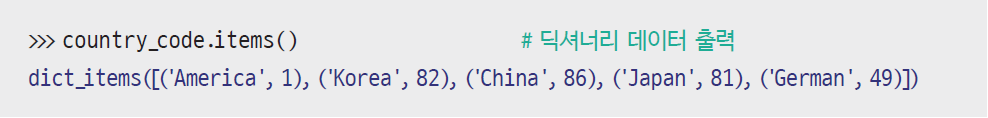 >>> country_code.items() # 딕셔너리 데이터 출력
dict_items([('America', 1), ('Korea', 82), ('China', 86), ('Japan', 81), ('German', 49)])